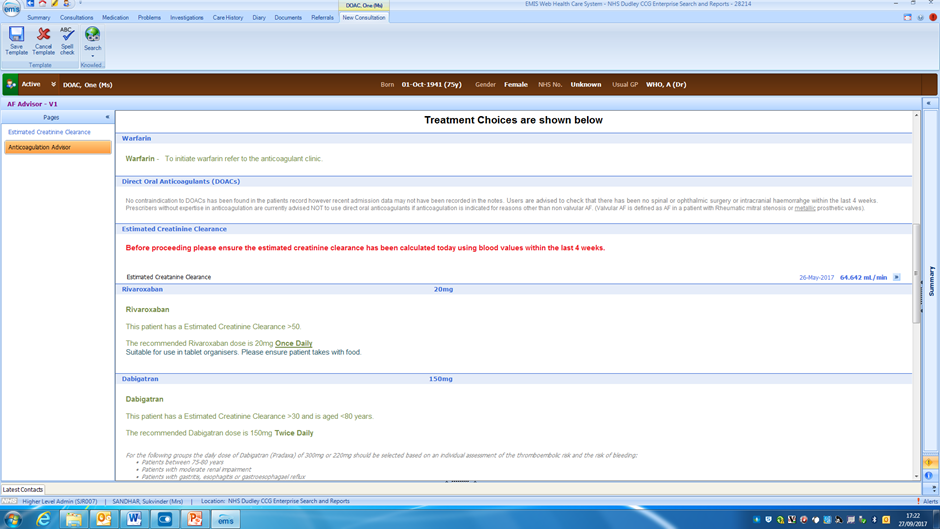 DOAC, One (Ms)
EMIS Web Health Care System - NHS Dudley CCG Enterprise Search and Reports - 28214
emis
Summary Consultations Medication Problems Investigations Care History Diary Documents Referrals New Consultation
Save Template
Cancel Template
ABC
Spell check
Search
Template
Knowled...
Active DOAC, One (Ms) Born 01-Oct-1941 (75y) Gender Female NHS No. Unknown Usual GP WHO, A (Dr)
AF Advisor - V1
Pages
Estimated Creatinine Clearance
Anticoagulation Advisor
Treatment Choices are shown below
Warfarin
Warfarin - To initiate warfarin refer to the anticoagulant clinic.
Direct Oral Anticoagulants (DOACs)
No contraindication to DOACs has been found in the patients record however recent admission data may not have been recorded in the notes. Users are advised to check that there has been no spinal or ophthalmic surgery or intracranial haemorrahge within the last 4 weeks.
Prescribers without expertise in anticoagulation are currently advised NOT to use direct oral anticoagulants if anticoagulation is indicated for reasons other than non valvular AF. (Valvular AF is defined as AF in a patient with Rheumatic mitral stenosis or metallic prosthetic valves).
Estimated Creatinine Clearance
Before proceeding please ensure the estimated creatinine clearance has been calculated today using blood values within the last 4 weeks.
Estimated Creatanine Clearance 26-May-2017 64.642 mL/min
Rivaroxaban 20mg
Rivaroxaban
This patient has a Estimated Creatinine Clearance >50.
The recommended Rivaroxaban dose is 20mg Once Daily
Suitable for use in tablet organisers. Please ensure patient takes with food.
Dabigatran 150mg
Dabigatran
This patient has a Estimated Creatinine Clearance >30 and is aged <80 years.
The recommended Dabigatran dose is 150mg Twice Daily
For the following groups the daily dose of Dabigatran (Pradaxa) of 300mg or 220mg should be selected based on an individual assessment of the thromboembolic risk and the risk of bleeding:
• Patients between 75-80 years
• Patients with moderate renal impairment
• Patients with gastritis, esophagitis or gastroesophageal reflux
Summary
Latest Contacts
NHS Higher Level Admin (SJR007) SANDHAR, Sukvinder (Mrs) Location: NHS Dudley CCG Enterprise Search and Reports
Alerts
emis
17:22
27/09/2017